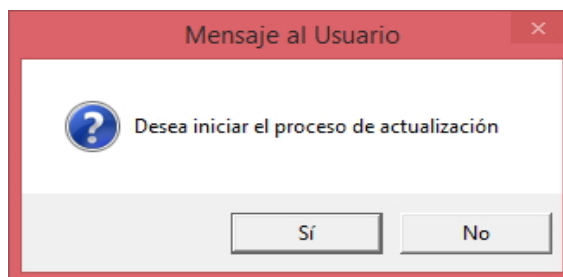 Mensaje al Usuario
Desea iniciar el proceso de actualización
Sí
No